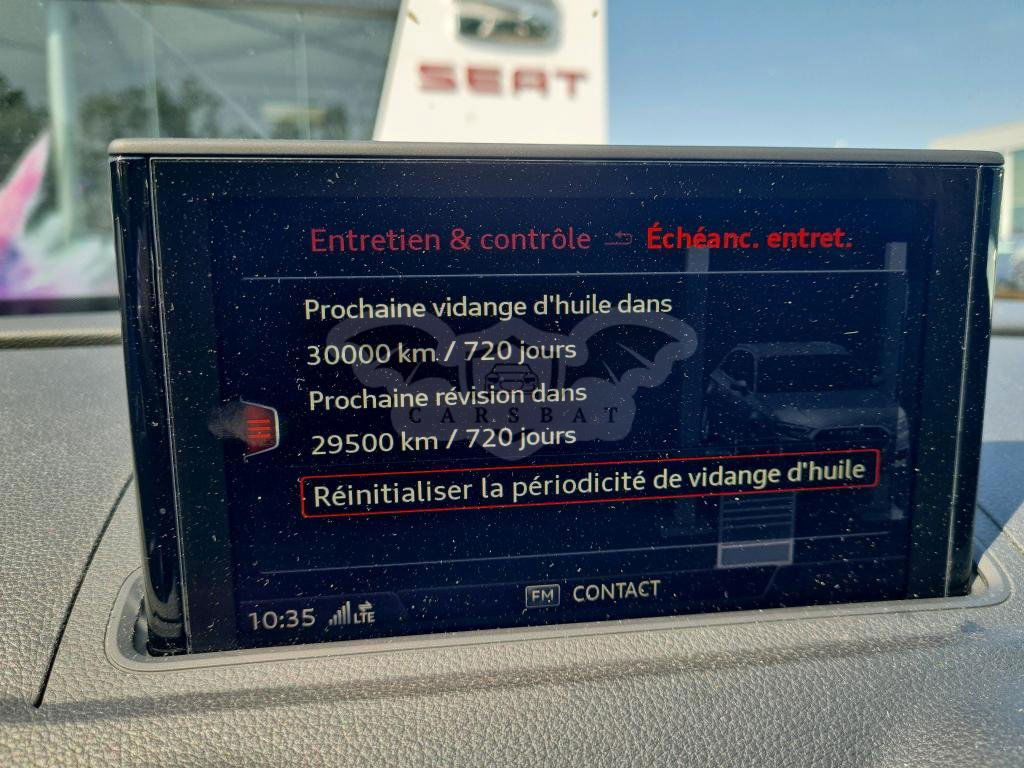 SEAT
Entretien & contrôle Échéanc. entret.
Prochaine vidange d'huile dans
30000 km / 720 jours
Prochaine révision dans
CARSBAT
29500 km / 720 jours
Réinitialiser la périodicité de vidange d'huile
FM CONTACT
10:35 LTE